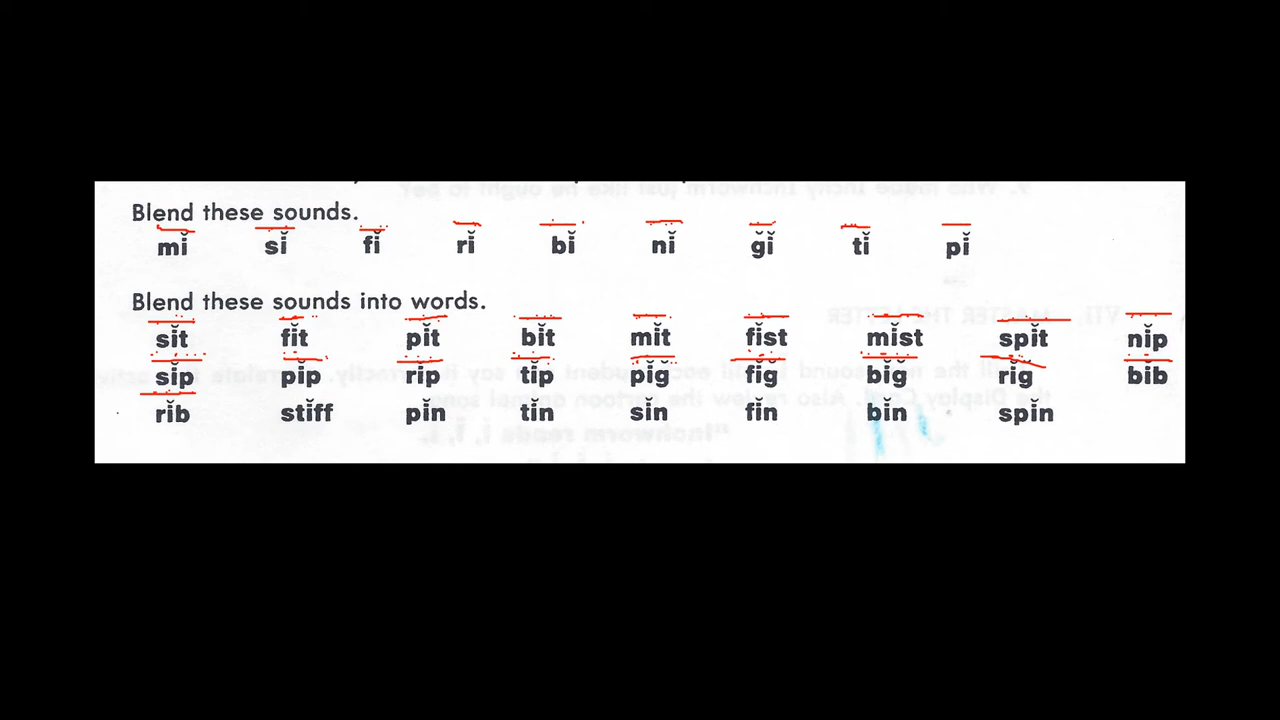 Blend these sounds.
mĭ sĭ fĭ rĭ bĭ nĭ gĭ tĭ pĭ
Blend these sounds into words.
sĭt fĭt pĭt bĭt mĭt fĭst mĭst spĭt nĭp
sĭp pĭp rĭp tĭp pĭg fĭg bĭg rĭg bĭb
rĭb stĭff pĭn tĭn sĭn fĭn bĭn spĭn